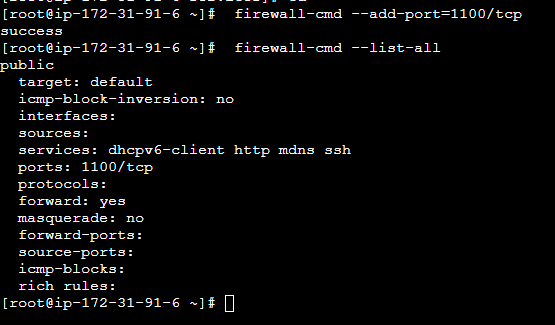 [root@ip-172-31-91-6 ~]#  firewall-cmd --add-port=1100/tcp
success
[root@ip-172-31-91-6 ~]#  firewall-cmd --list-all
public
  target: default
  icmp-block-inversion: no
  interfaces:
  sources:
  services: dhcpv6-client http mdns ssh
  ports: 1100/tcp
  protocols:
  forward: yes
  masquerade: no
  forward-ports:
  source-ports:
  icmp-blocks:
  rich rules:
[root@ip-172-31-91-6 ~]#